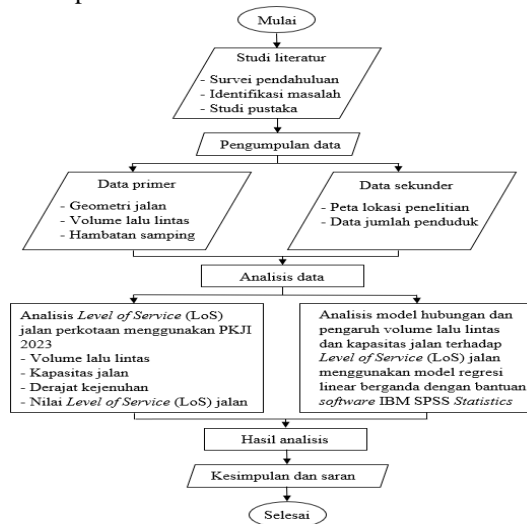 Mulai
Studi literatur
- Survei pendahuluan
- Identifikasi masalah
- Studi pustaka
Pengumpulan data
Data primer
- Geometri jalan
- Volume lalu lintas
- Hambatan samping
Data sekunder
- Peta lokasi penelitian
- Data jumlah penduduk
Analisis data
Analisis Level of Service (LoS)
jalan perkotaan menggunakan PKJI
2023
- Volume lalu lintas
- Kapasitas jalan
- Derajat kejenuhan
- Nilai Level of Service (LoS) jalan
Analisis model hubungan dan
pengaruh volume lalu lintas
dan kapasitas jalan terhadap
Level of Service (LoS) jalan
menggunakan model regresi
linear berganda dengan bantuan
software IBM SPSS Statistics
Hasil analisis
Kesimpulan dan saran
Selesai